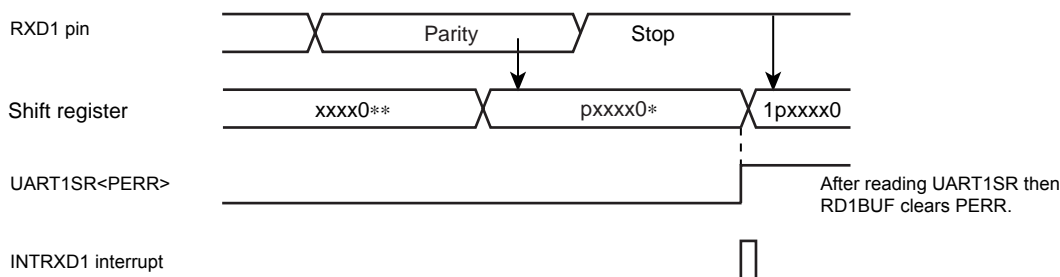 RXD1 pin
Parity
Stop
Shift register
xxxx0**
pxxxx0*
1pxxxx0
UART1SR<PERR>
After reading UART1SR then
RD1BUF clears PERR.
INTRXD1 interrupt